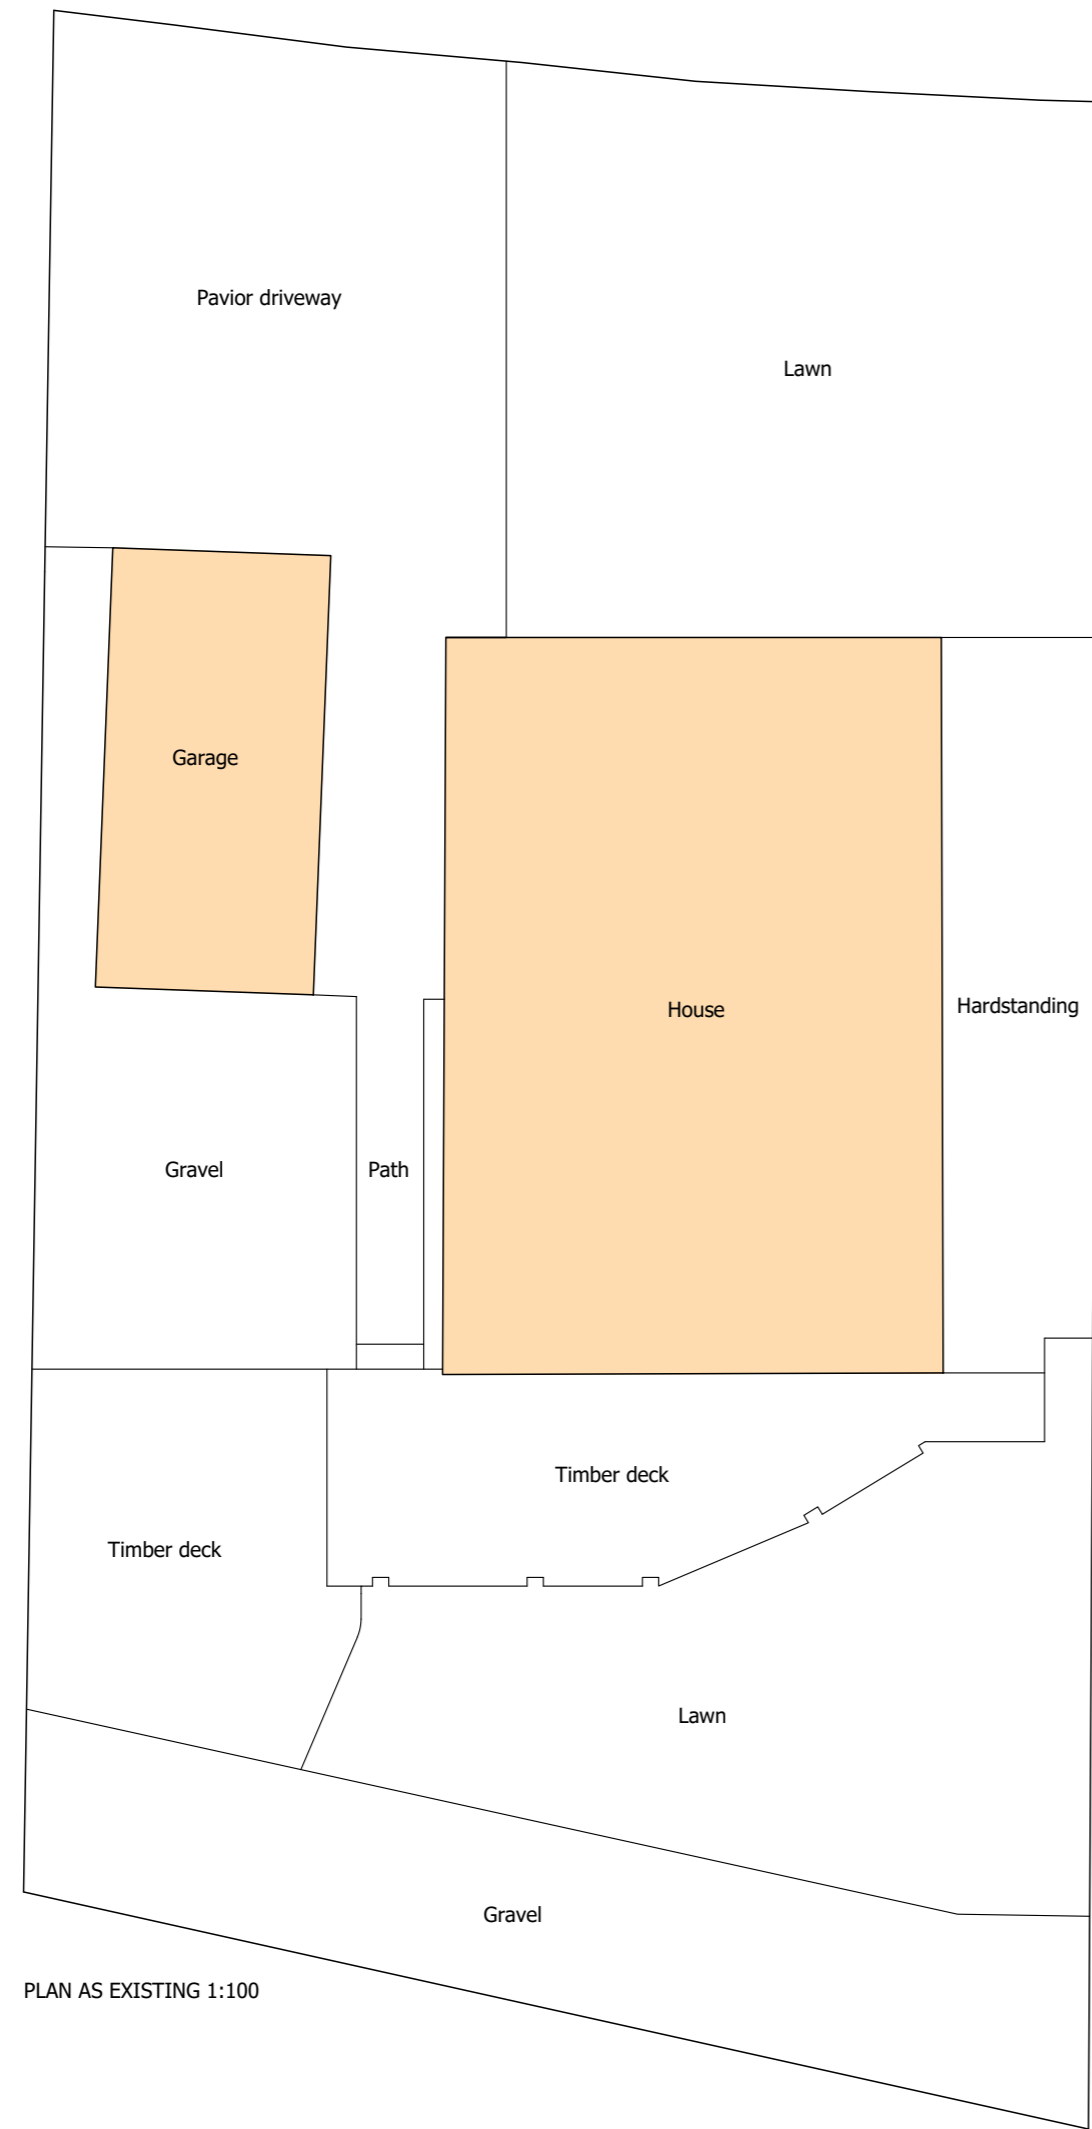 Pavior driveway
Lawn
Garage
House
Hardstanding
Gravel
Path
Timber deck
Timber deck
Lawn
Gravel
PLAN AS EXISTING 1:100